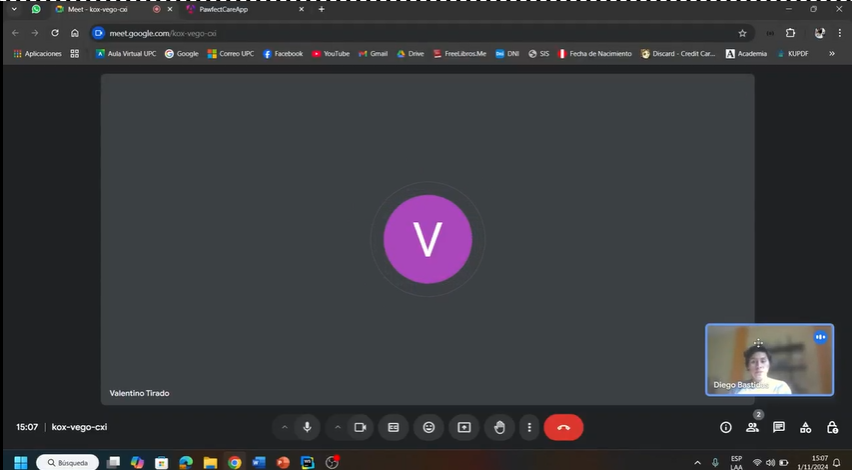 Meet - kox-vego-cxi
PawfectCareApp
meet.google.com/kox-vego-cxi
Aplicaciones
Aula Virtual UPC
Google
Correo UPC
Facebook
YouTube
Gmail
Drive
FreeLibros.Me
DNI
SIS
Fecha de Nacimiento
Discard - Credit Car...
Academia
KUPDF
V
Valentino Tirado
Diego Bastidas
15:07 | kox-vego-cxi
2
Búsqueda
ESP
LAA
15:07
1/11/2024